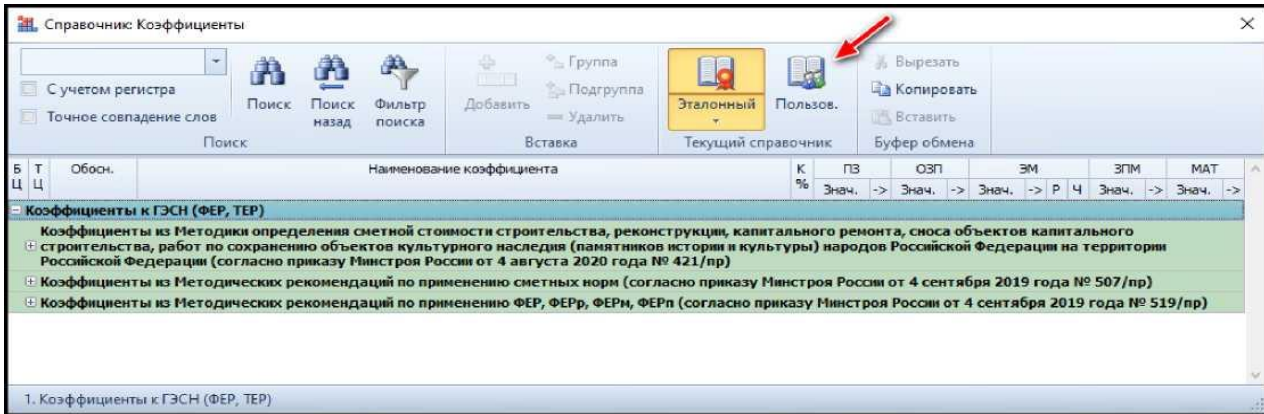 Справочник: Коэффициенты
С учетом регистра
Точное совпадение слов
Поиск
Поиск назад
Фильтр поиска
Поиск
Добавить
Группа
Подгруппа
Удалить
Вставка
Эталонный
Пользов.
Текущий справочник
Вырезать
Копировать
Вставить
Буфер обмена
БЦ ТЦ Обосн. Наименование коэффициента К % ПЗ ОЗП ЭМ ЗПМ МАТ
Знач. -> Знач. -> Знач. -> Р Ч Знач. -> Знач. ->
Коэффициенты к ГЭСН (ФЕР, ТЕР)
Коэффициенты из Методики определения сметной стоимости строительства, реконструкции, капитального ремонта, сноса объектов капитального
строительства, работ по сохранению объектов культурного наследия (памятников истории и культуры) народов Российской Федерации на территории
Российской Федерации (согласно приказу Минстроя России от 4 августа 2020 года № 421/пр)
Коэффициенты из Методических рекомендаций по применению сметных норм (согласно приказу Минстроя России от 4 сентября 2019 года № 507/пр)
Коэффициенты из Методических рекомендаций по применению ФЕР, ФЕРр, ФЕРм, ФЕРп (согласно приказу Минстроя России от 4 сентября 2019 года № 519/пр)
1. Коэффициенты к ГЭСН (ФЕР, ТЕР)